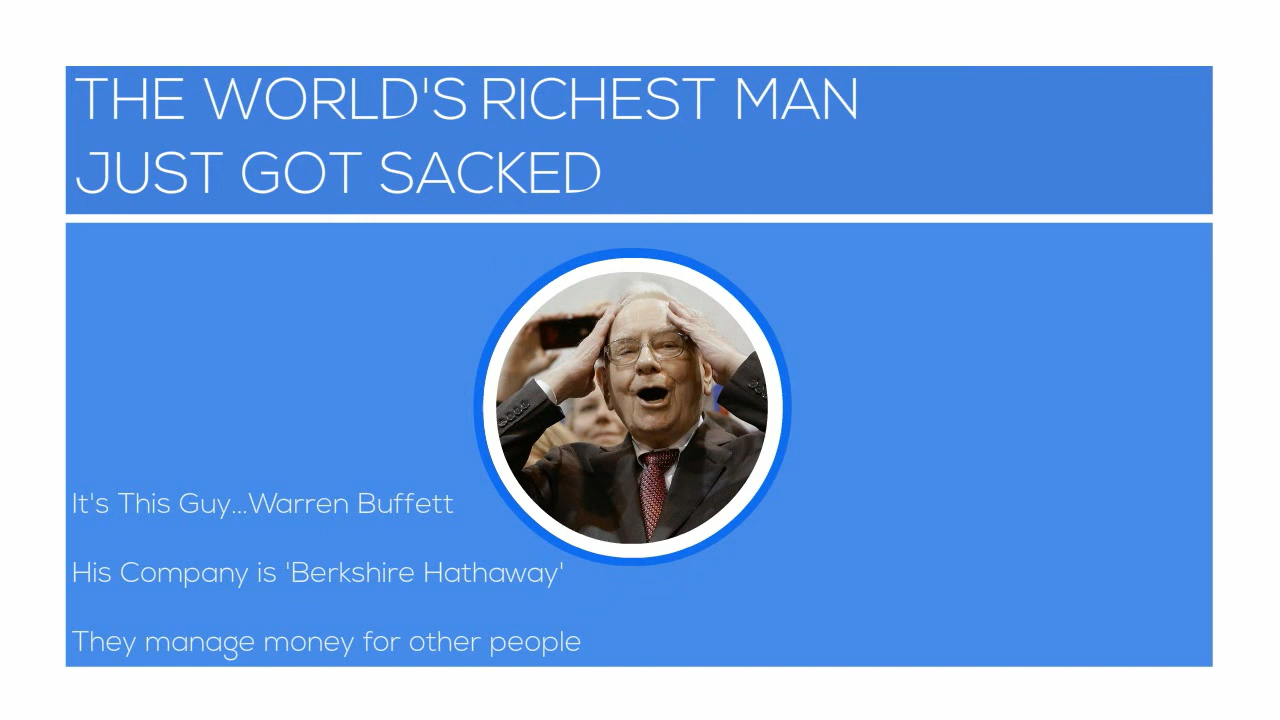 THE WORLD'S RICHEST MAN
JUST GOT SACKED
It's This Guy...Warren Buffett
His Company is 'Berkshire Hathaway'
They manage money for other people